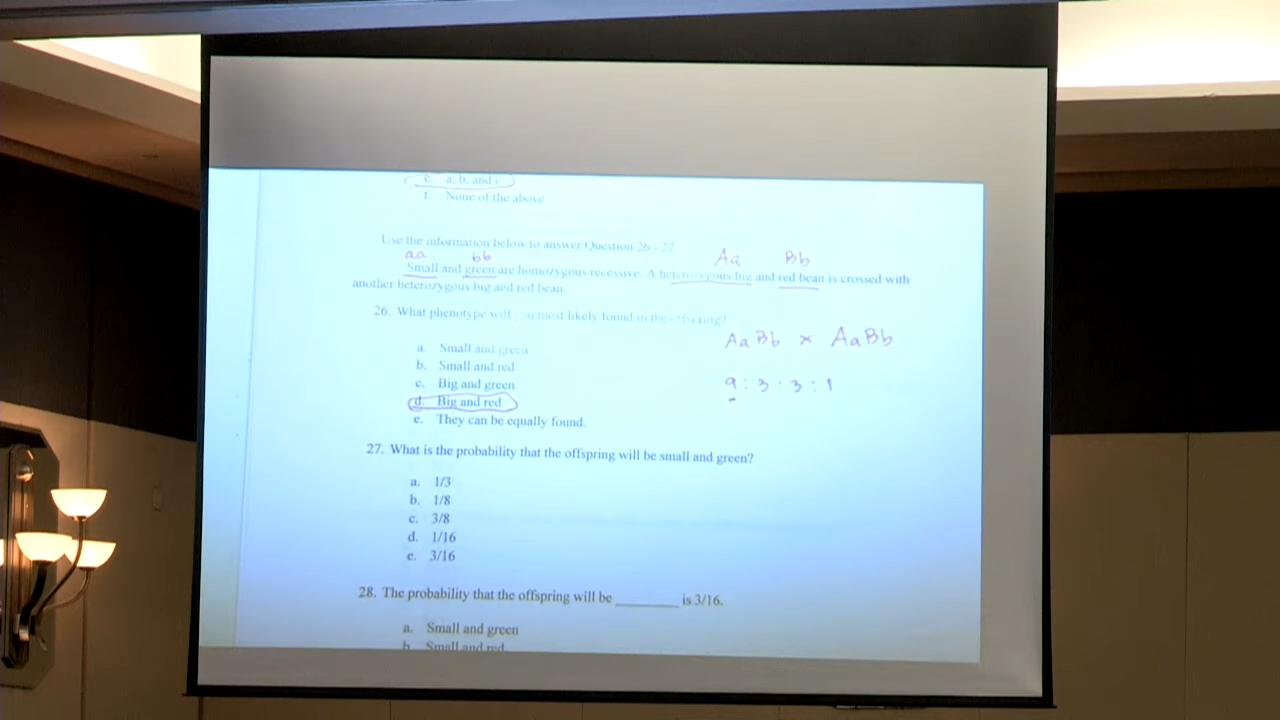 e. a, b, and c
f. None of the above
Use the information below to answer Question 26 - 27
aa bb Aa Bb
Small and green are homozygous recessive. A heterozygous big and red bean is crossed with
another heterozygous big and red bean.
26. What phenotype will you most likely found in the offspring?
AaBb × AaBb
a. Small and green
b. Small and red
c. Big and green
9 : 3 : 3 : 1
d. Big and red
e. They can be equally found.
27. What is the probability that the offspring will be small and green?
a. 1/3
b. 1/8
c. 3/8
d. 1/16
e. 3/16
28. The probability that the offspring will be ________ is 3/16.
a. Small and green
b. Small and red